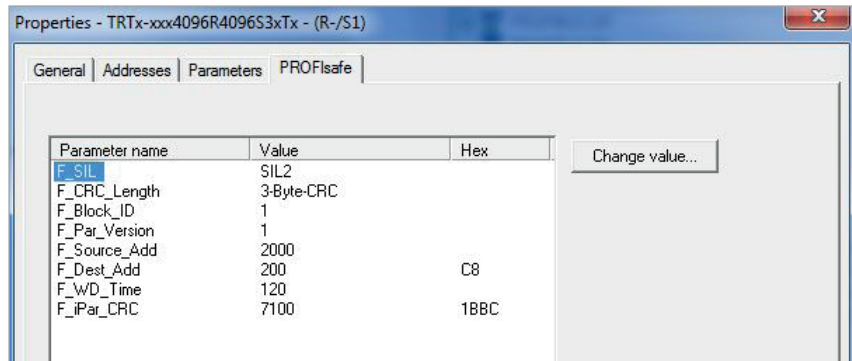 Properties - TRTx-xxx4096R4096S3xTx - (R-/S1)
x
General Addresses Parameters PROFIsafe
Parameter name Value Hex
Change value...
F_SIL SIL2
F_CRC_Length 3-Byte-CRC
F_Block_ID 1
F_Par_Version 1
F_Source_Add 2000
F_Dest_Add 200 C8
F_WD_Time 120
F_iPar_CRC 7100 1BBC